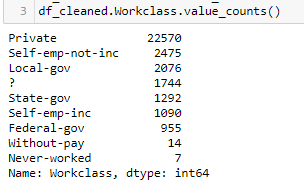 3 df_cleaned.Workclass.value_counts()
Private 22570
Self-emp-not-inc 2475
Local-gov 2076
? 1744
State-gov 1292
Self-emp-inc 1090
Federal-gov 955
Without-pay 14
Never-worked 7
Name: Workclass, dtype: int64